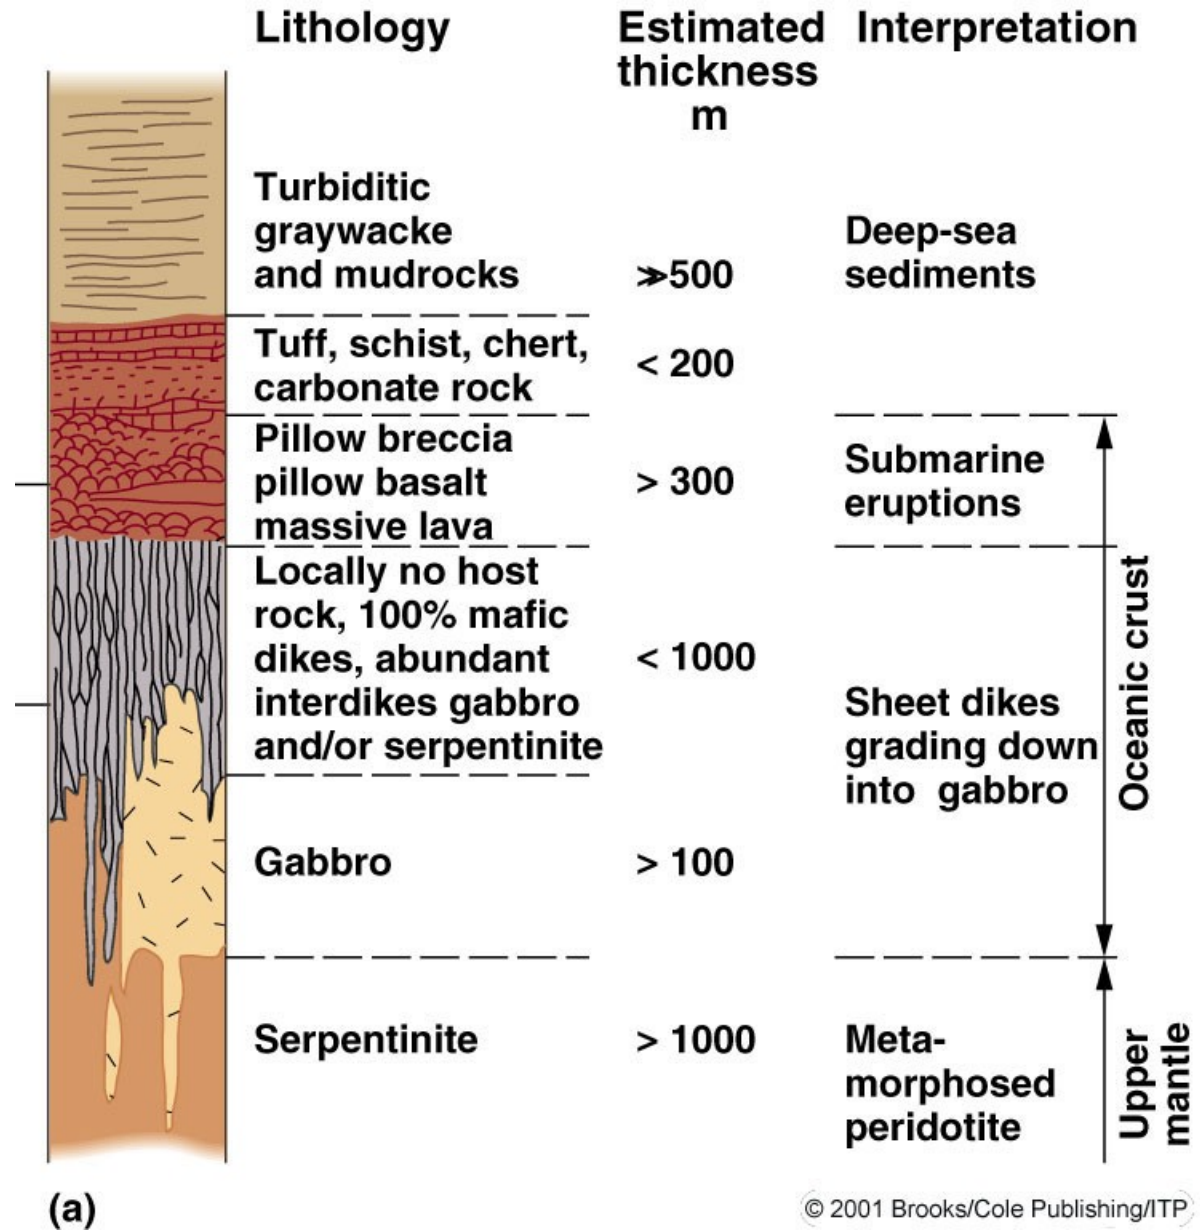 Lithology
Estimated
thickness
m
Interpretation
Turbiditic
graywacke
and mudrocks
≫500
Deep-sea
sediments
Tuff, schist, chert,
carbonate rock
< 200
Pillow breccia
pillow basalt
massive lava
> 300
Submarine
eruptions
Locally no host
rock, 100% mafic
dikes, abundant
interdikes gabbro
and/or serpentinite
< 1000
Sheet dikes
grading down
into gabbro
Gabbro
> 100
Oceanic crust
Serpentinite
> 1000
Meta-
morphosed
peridotite
Upper
mantle
(a)
© 2001 Brooks/Cole Publishing/ITP